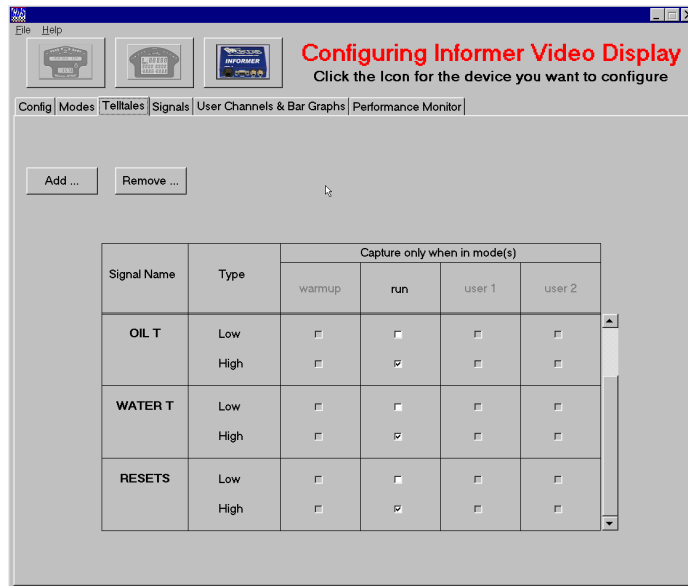 File Help
INFORMER
Configuring Informer Video Display
Click the Icon for the device you want to configure
Config Modes Telltales Signals User Channels & Bar Graphs Performance Monitor
Add ... Remove ...
Signal Name Type Capture only when in mode(s)
warmup run user 1 user 2
OIL T Low
High
WATER T Low
High
RESETS Low
High